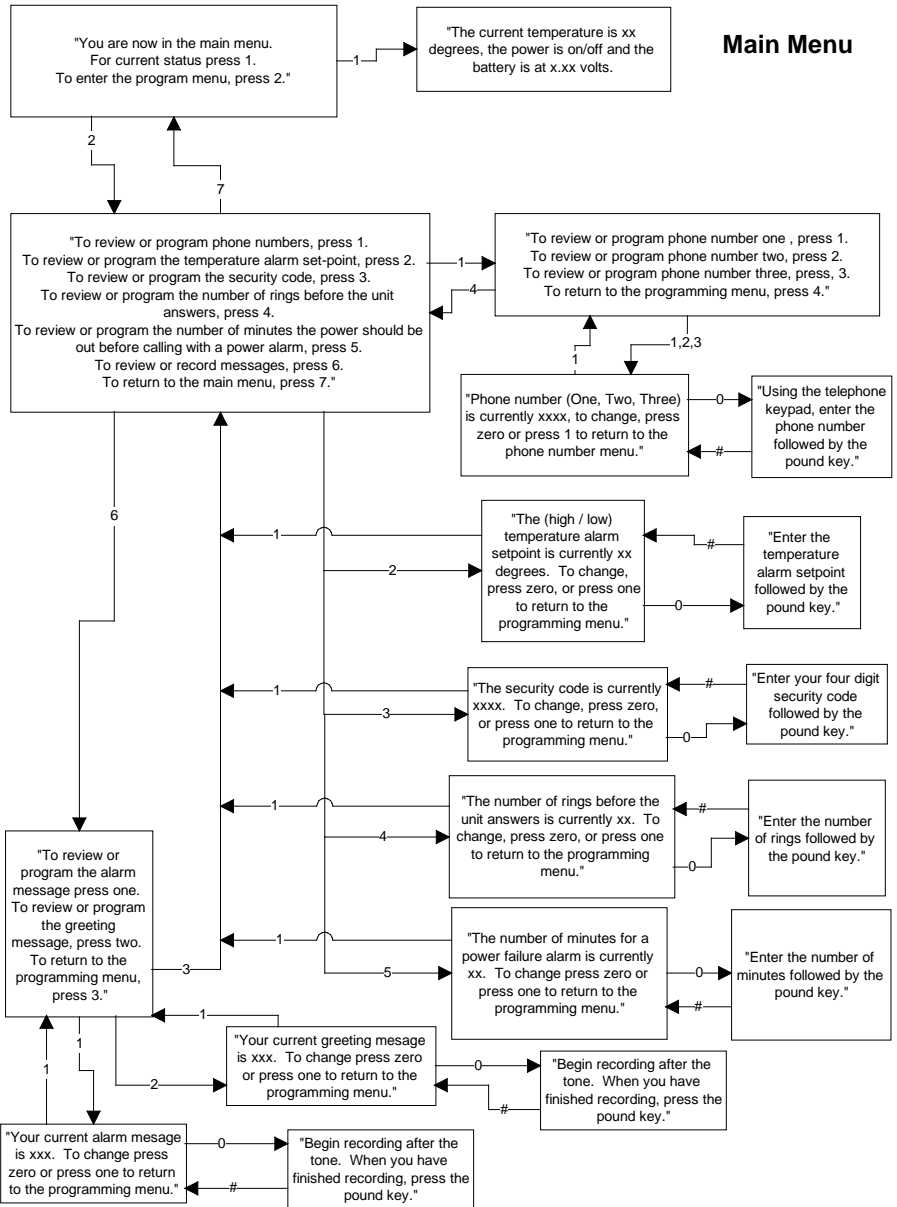 Main Menu
"You are now in the main menu.
For current status press 1.
To enter the program menu, press 2."
1
"The current temperature is xx
degrees, the power is on/off and the
battery is at x.xx volts.
2
7
"To review or program phone numbers, press 1.
To review or program the temperature alarm set-point, press 2.
To review or program the security code, press 3.
To review or program the number of rings before the unit
answers, press 4.
To review or program the number of minutes the power should be
out before calling with a power alarm, press 5.
To review or record messages, press 6.
To return to the main menu, press 7."
1
4
"To review or program phone number one , press 1.
To review or program phone number two, press 2.
To review or program phone number three, press, 3.
To return to the programming menu, press 4."
1
1,2,3
"Phone number (One, Two, Three)
is currently xxxx, to change, press
zero or press 1 to return to the
phone number menu."
0
#
"Using the telephone
keypad, enter the
phone number
followed by the
pound key."
6
1
2
"The (high / low)
temperature alarm
setpoint is currently xx
degrees. To change,
press zero, or press one
to return to the
programming menu."
#
0
"Enter the
temperature
alarm setpoint
followed by the
pound key."
1
3
"The security code is currently
xxxx. To change, press zero,
or press one to return to the
programming menu."
#
0
"Enter your four digit
security code
followed by the
pound key."
1
4
"The number of rings before the
unit answers is currently xx. To
change, press zero, or press one
to return to the programming
menu."
#
0
"Enter the number
of rings followed by
the pound key."
1
5
"The number of minutes for a
power failure alarm is currently
xx. To change press zero or
press one to return to the
programming menu."
0
#
"Enter the number of
minutes followed by the
pound key."
"To review or
program the alarm
message press one.
To review or program
the greeting
message, press two.
To return to the
programming menu,
press 3."
3
1
1
1
2
"Your current greeting mesage
is xxx. To change press zero
or press one to return to the
programming menu."
0
#
"Begin recording after the
tone. When you have
finished recording, press the
pound key."
"Your current alarm mesage
is xxx. To change press
zero or press one to return
to the programming menu."
0
#
"Begin recording after the
tone. When you have
finished recording, press the
pound key."